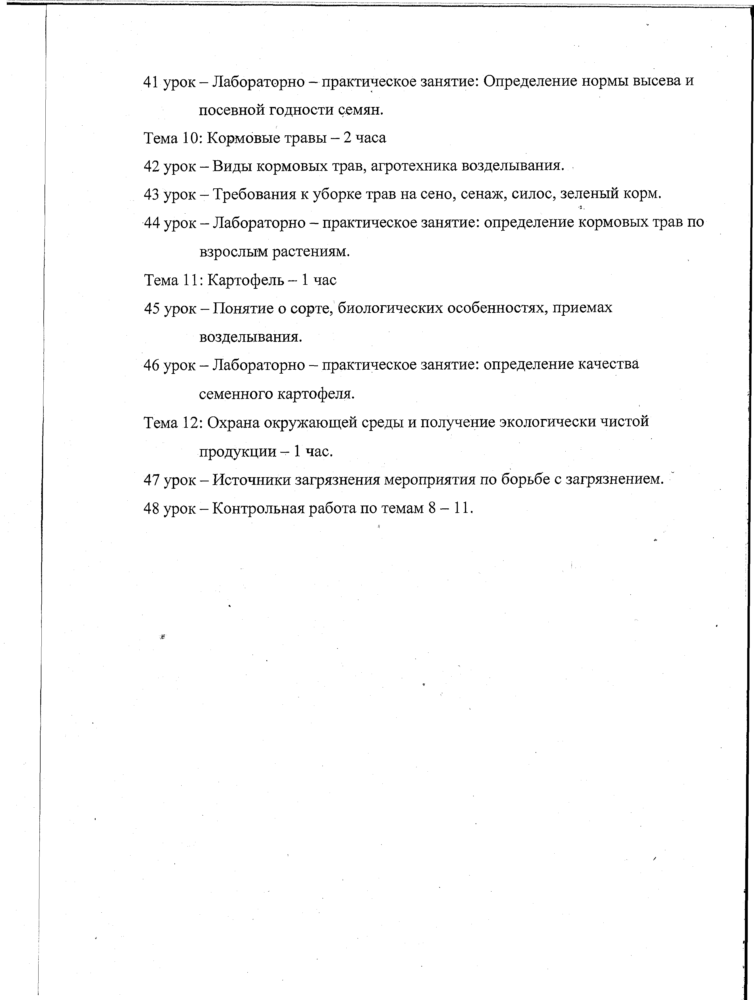 41 урок – Лабораторно – практическое занятие: Определение нормы высева и
посевной годности семян.
Тема 10: Кормовые травы – 2 часа
42 урок – Виды кормовых трав, агротехника возделывания.
43 урок – Требования к уборке трав на сено, сенаж, силос, зеленый корм.
44 урок – Лабораторно – практическое занятие: определение кормовых трав по
взрослым растениям.
Тема 11: Картофель – 1 час
45 урок – Понятие о сорте, биологических особенностях, приемах
возделывания.
46 урок – Лабораторно – практическое занятие: определение качества
семенного картофеля.
Тема 12: Охрана окружающей среды и получение экологически чистой
продукции – 1 час.
47 урок – Источники загрязнения мероприятия по борьбе с загрязнением.
48 урок – Контрольная работа по темам 8 – 11.